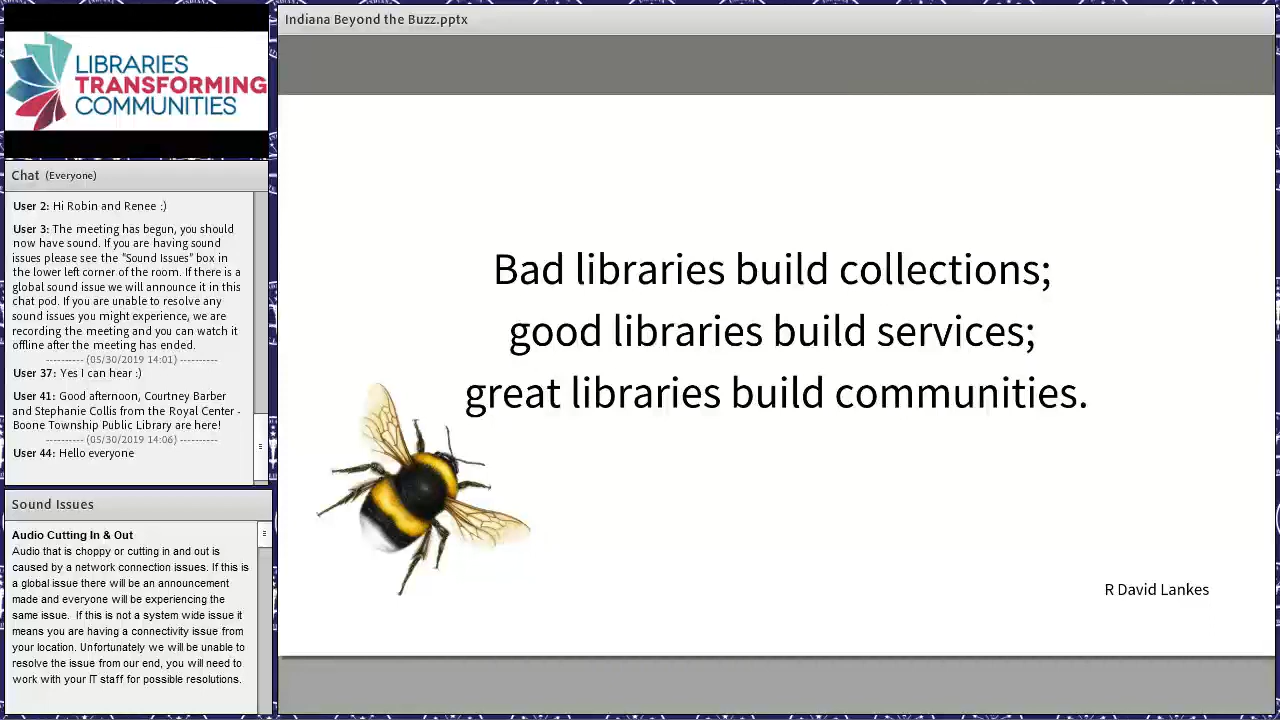 LIBRARIES
TRANSFORMING
COMMUNITIES
Chat (Everyone)
User 2: Hi Robin and Renee :)
User 3: The meeting has begun, you should
now have sound. If you are having sound
issues please see the "Sound Issues" box in
the lower left corner of the room. If there is a
global sound issue we will announce it in this
chat pod. If you are unable to resolve any
sound issues you might experience, we are
recording the meeting and you can watch it
offline after the meeting has ended.
---------- (05/30/2019 14:01) ----------
User 37: Yes I can hear :)
User 41: Good afternoon, Courtney Barber
and Stephanie Collis from the Royal Center -
Boone Township Public Library are here!
---------- (05/30/2019 14:06) ----------
User 44: Hello everyone
Sound Issues
Audio Cutting In & Out
Audio that is choppy or cutting in and out is
caused by a network connection issues. If this is
a global issue there will be an announcement
made and everyone will be experiencing the
same issue.  If this is not a system wide issue it
means you are having a connectivity issue from
your location. Unfortunately we will be unable to
resolve the issue from our end, you will need to
work with your IT staff for possible resolutions.
Indiana Beyond the Buzz.pptx
Bad libraries build collections;
good libraries build services;
great libraries build communities.
R David Lankes